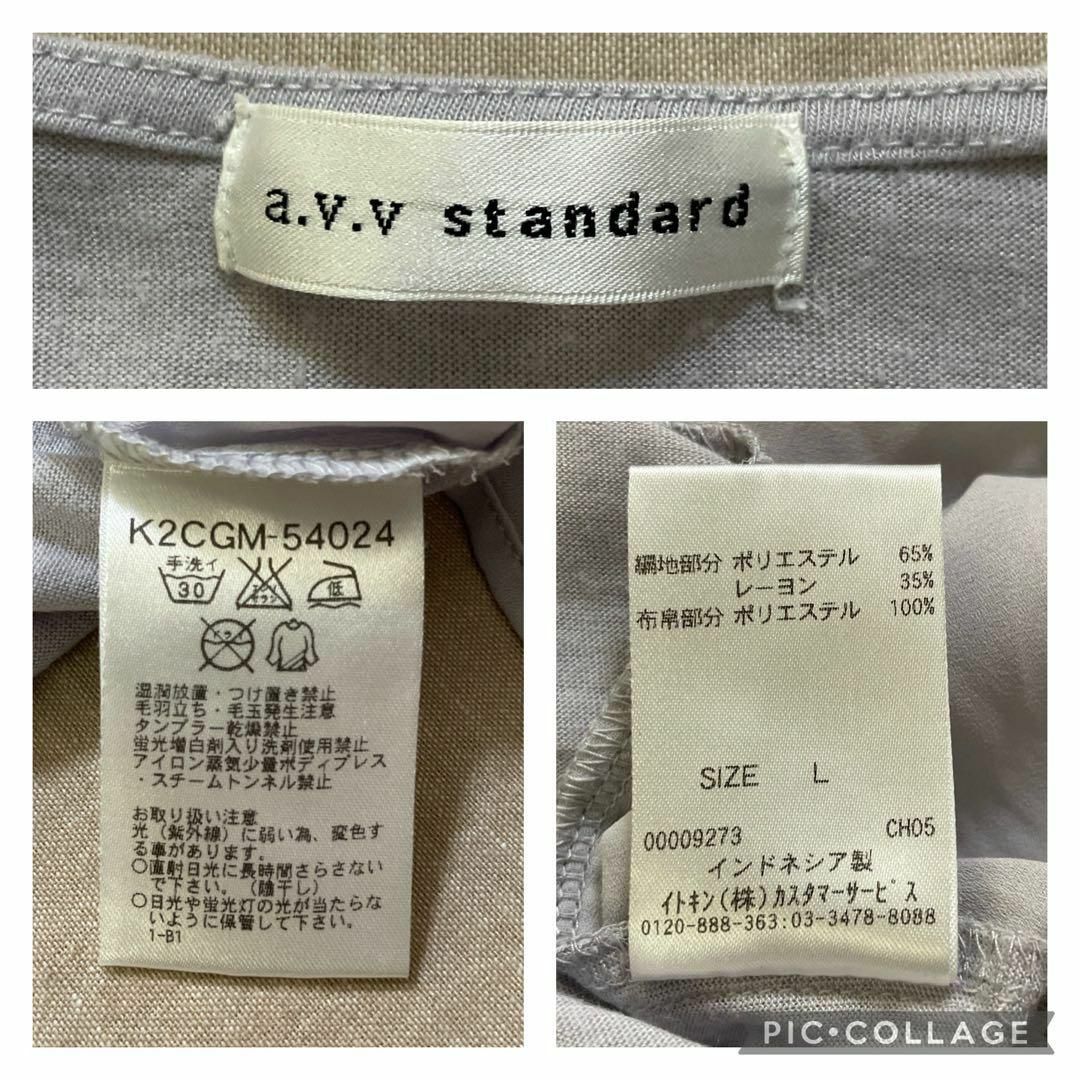 a.v.v standard
K2CGM-54024
手洗イ
30
エンソサラシ
低
ドライ
湿潤放置・つけ置き禁止
毛羽立ち・毛玉発生注意
タンブラー乾燥禁止
蛍光増白剤入り洗剤使用禁止
アイロン蒸気少量ボディプレス
・スチームトンネル禁止
お取り扱い注意
光（紫外線）に弱い為、変色す
る事があります。
○直射日光に長時間さらさない
で下さい。（陰干し）
○日光や蛍光灯の光が当たらな
いように保管して下さい。
1-B1
編地部分 ポリエステル 65%
レーヨン 35%
布帛部分 ポリエステル 100%
SIZE L
00009273 CH05
インドネシア製
イトキン(株)カスタマーサービス
0120-888-363:03-3478-8088
PIC•COLLAGE